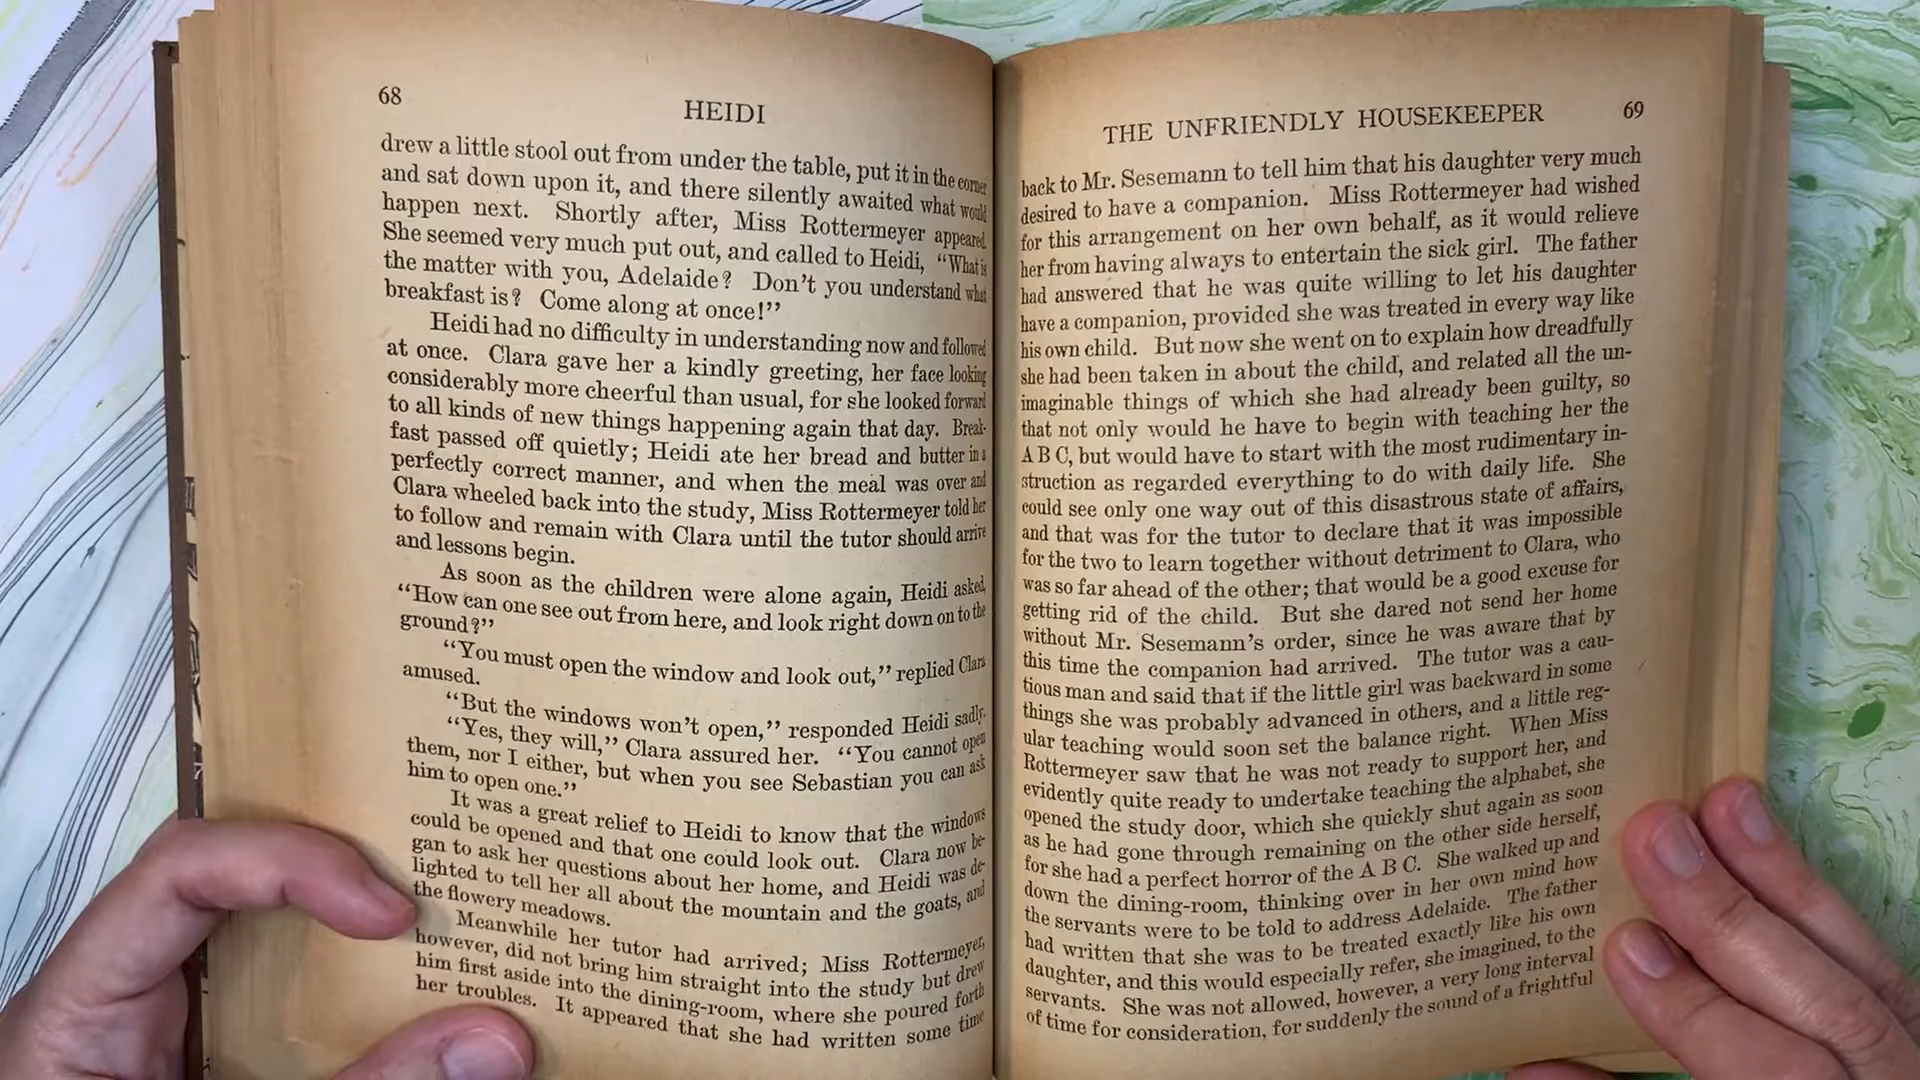 68
HEIDI
drew a little stool out from under the table, put it in the corner
and sat down upon it, and there silently awaited what would
happen next. Shortly after, Miss Rottermeyer appeared.
She seemed very much put out, and called to Heidi, “What is
the matter with you, Adelaide? Don’t you understand what
breakfast is? Come along at once!”
Heidi had no difficulty in understanding now and followed
at once. Clara gave her a kindly greeting, her face looking
considerably more cheerful than usual, for she looked forward
to all kinds of new things happening again that day. Break-
fast passed off quietly; Heidi ate her bread and butter in a
perfectly correct manner, and when the meal was over and
Clara wheeled back into the study, Miss Rottermeyer told her
to follow and remain with Clara until the tutor should arrive
and lessons begin.
As soon as the children were alone again, Heidi asked,
“How can one see out from here, and look right down on to the
ground?”
“You must open the window and look out,” replied Clara
amused.
“But the windows won’t open,” responded Heidi sadly.
“Yes, they will,” Clara assured her. “You cannot open
them, nor I either, but when you see Sebastian you can ask
him to open one.”
It was a great relief to Heidi to know that the windows
could be opened and that one could look out. Clara now be-
gan to ask her questions about her home, and Heidi was de-
lighted to tell her all about the mountain and the goats, and
the flowery meadows.
Meanwhile her tutor had arrived; Miss Rottermeyer,
however, did not bring him straight into the study but drew
him first aside into the dining-room, where she poured forth
her troubles. It appeared that she had written some time
THE UNFRIENDLY HOUSEKEEPER
69
back to Mr. Sesemann to tell him that his daughter very much
desired to have a companion. Miss Rottermeyer had wished
for this arrangement on her own behalf, as it would relieve
her from having always to entertain the sick girl. The father
had answered that he was quite willing to let his daughter
have a companion, provided she was treated in every way like
his own child. But now she went on to explain how dreadfully
she had been taken in about the child, and related all the un-
imaginable things of which she had already been guilty, so
that not only would he have to begin with teaching her the
A B C, but would have to start with the most rudimentary in-
struction as regarded everything to do with daily life. She
could see only one way out of this disastrous state of affairs,
and that was for the tutor to declare that it was impossible
for the two to learn together without detriment to Clara, who
was so far ahead of the other; that would be a good excuse for
getting rid of the child. But she dared not send her home
without Mr. Sesemann’s order, since he was aware that by
this time the companion had arrived. The tutor was a cau-
tious man and said that if the little girl was backward in some
things she was probably advanced in others, and a little reg-
ular teaching would soon set the balance right. When Miss
Rottermeyer saw that he was not ready to support her, and
evidently quite ready to undertake teaching the alphabet, she
opened the study door, which she quickly shut again as soon
as he had gone through remaining on the other side herself,
for she had a perfect horror of the A B C. She walked up and
down the dining-room, thinking over in her own mind how
the servants were to be told to address Adelaide. The father
had written that she was to be treated exactly like his own
daughter, and this would especially refer, she imagined, to the
servants. She was not allowed, however, a very long interval
of time for consideration, for suddenly the sound of a frightful